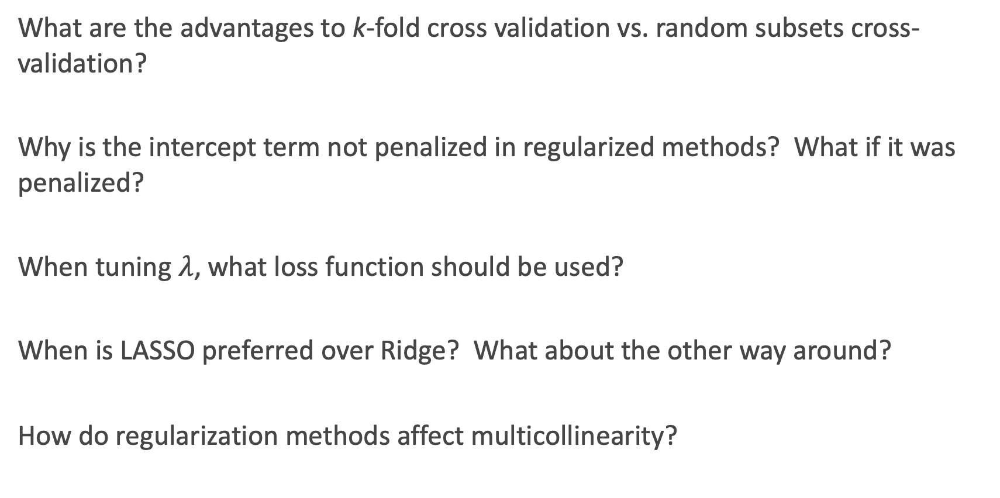 What are the advantages to k-fold cross validation vs. random subsets cross-
validation?
Why is the intercept term not penalized in regularized methods?  What if it was
penalized?
When tuning λ, what loss function should be used?
When is LASSO preferred over Ridge?  What about the other way around?
How do regularization methods affect multicollinearity?